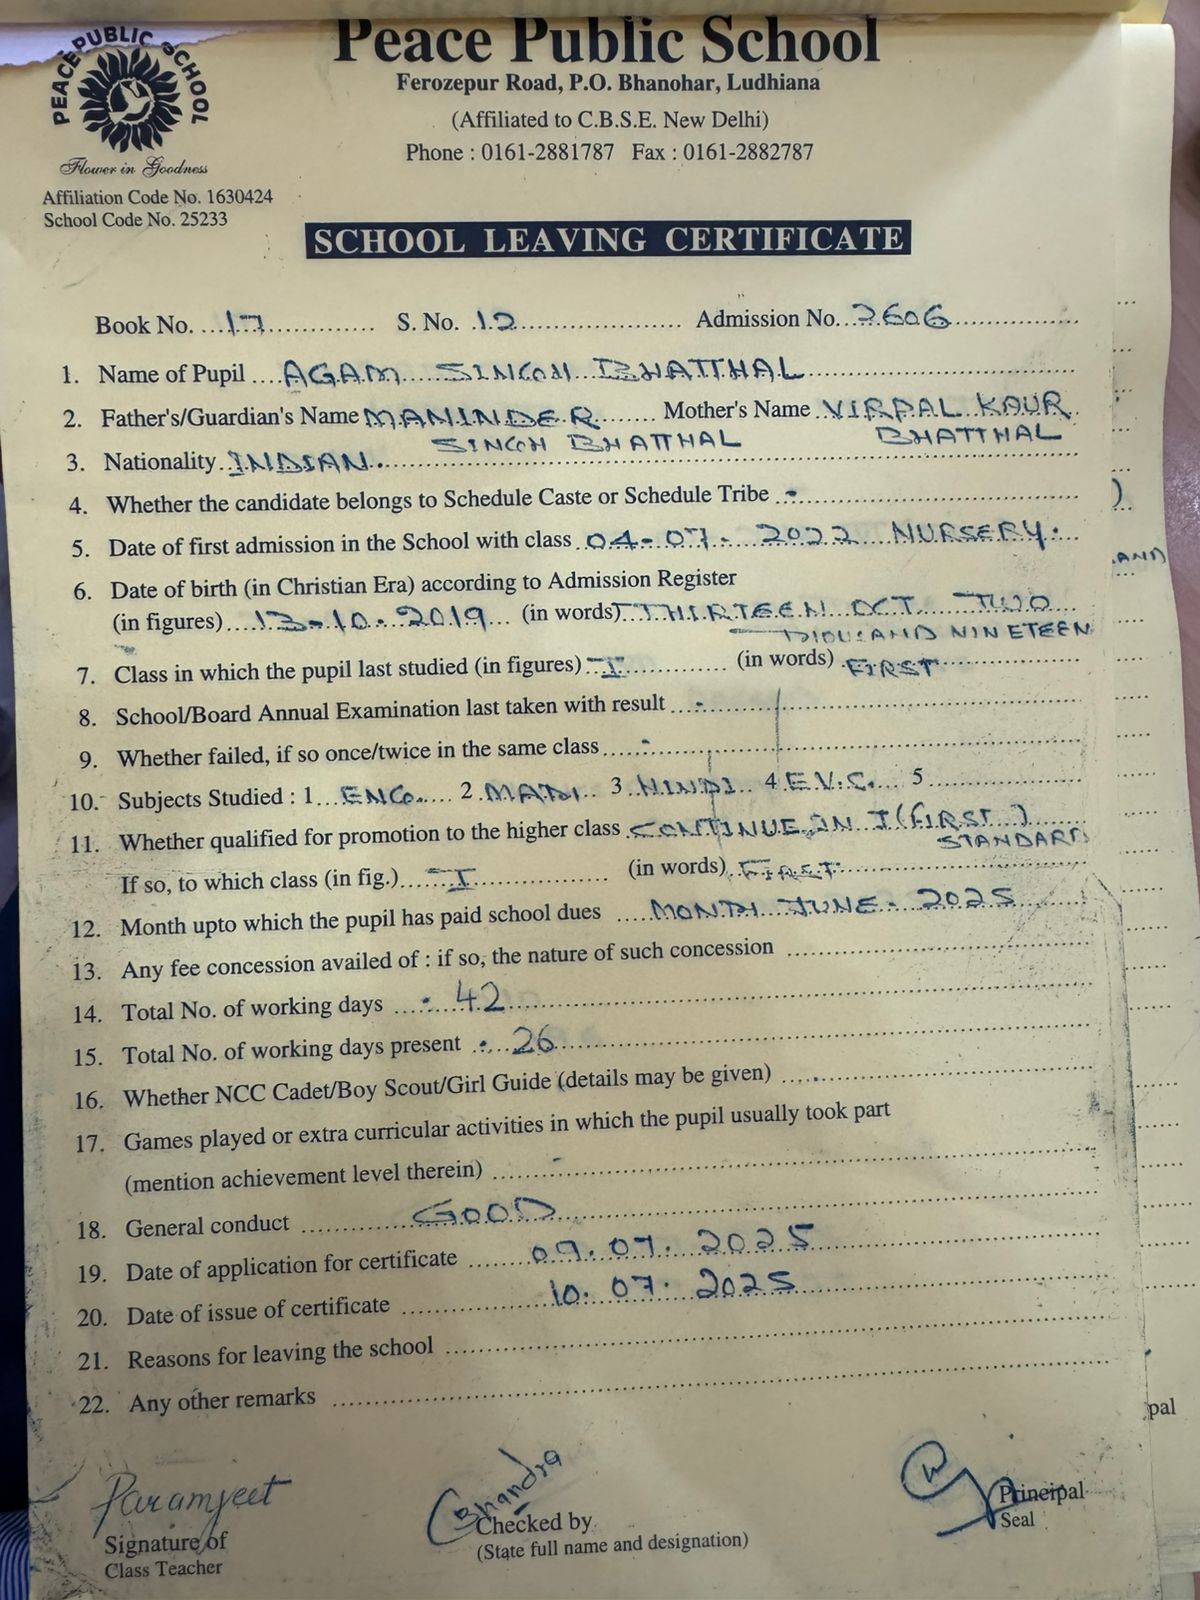 PEACE PUBLIC SCHOOL
Flower in Goodness
Affiliation Code No. 1630424
School Code No. 25233
Peace Public School
Ferozepur Road, P.O. Bhanohar, Ludhiana
(Affiliated to C.B.S.E. New Delhi)
Phone : 0161-2881787 Fax : 0161-2882787
SCHOOL LEAVING CERTIFICATE
Book No. 17 S. No. 12 Admission No. 2606
1. Name of Pupil AGAM SINGH BHATTHAL
2. Father's/Guardian's Name MANINDER Mother's Name VIRPAL KAUR
SINGH BHATTHAL BHATTHAL
3. Nationality INDIAN.
4. Whether the candidate belongs to Schedule Caste or Schedule Tribe -
5. Date of first admission in the School with class 04-07-2022 NURSERY.
6. Date of birth (in Christian Era) according to Admission Register
(in figures) 13-10-2019 (in words) THIRTEEN OCT TWO
THOUSAND NINETEEN
7. Class in which the pupil last studied (in figures) I (in words) FIRST
8. School/Board Annual Examination last taken with result -
9. Whether failed, if so once/twice in the same class -
10. Subjects Studied : 1 ENG. 2 MATH 3 HINDI 4 E.V.S. 5
11. Whether qualified for promotion to the higher class CONTINUE IN I (FIRST)
STANDARD
If so, to which class (in fig.) I (in words) FIRST
12. Month upto which the pupil has paid school dues MONTH JUNE - 2025
13. Any fee concession availed of : if so, the nature of such concession
14. Total No. of working days 42
15. Total No. of working days present 26
16. Whether NCC Cadet/Boy Scout/Girl Guide (details may be given)
17. Games played or extra curricular activities in which the pupil usually took part
(mention achievement level therein)
18. General conduct GOOD
19. Date of application for certificate 09.07.2025
20. Date of issue of certificate 10.07.2025
21. Reasons for leaving the school
22. Any other remarks
pal
Paramjeet
Signature of
Class Teacher
Chandra
Checked by
(State full name and designation)
Principal
Seal